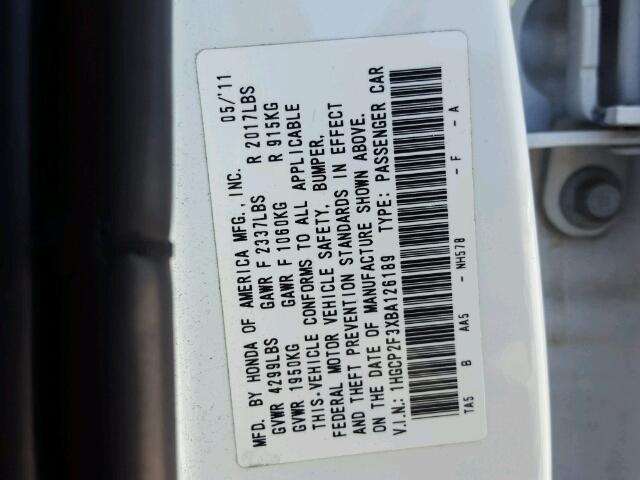 MFD. BY HONDA OF AMERICA MFG., INC. 05/'11
GVWR 4299LBS GAWR F 2337LBS R 2017LBS
GVWR 1950KG GAWR F 1060KG R 915KG
THIS VEHICLE CONFORMS TO ALL APPLICABLE
FEDERAL MOTOR VEHICLE SAFETY, BUMPER,
AND THEFT PREVENTION STANDARDS IN EFFECT
ON THE DATE OF MANUFACTURE SHOWN ABOVE.
V.I.N.: 1HGCP2F3XBA126189 TYPE: PASSENGER CAR
TA5 B AA5 - NH578 - F - A